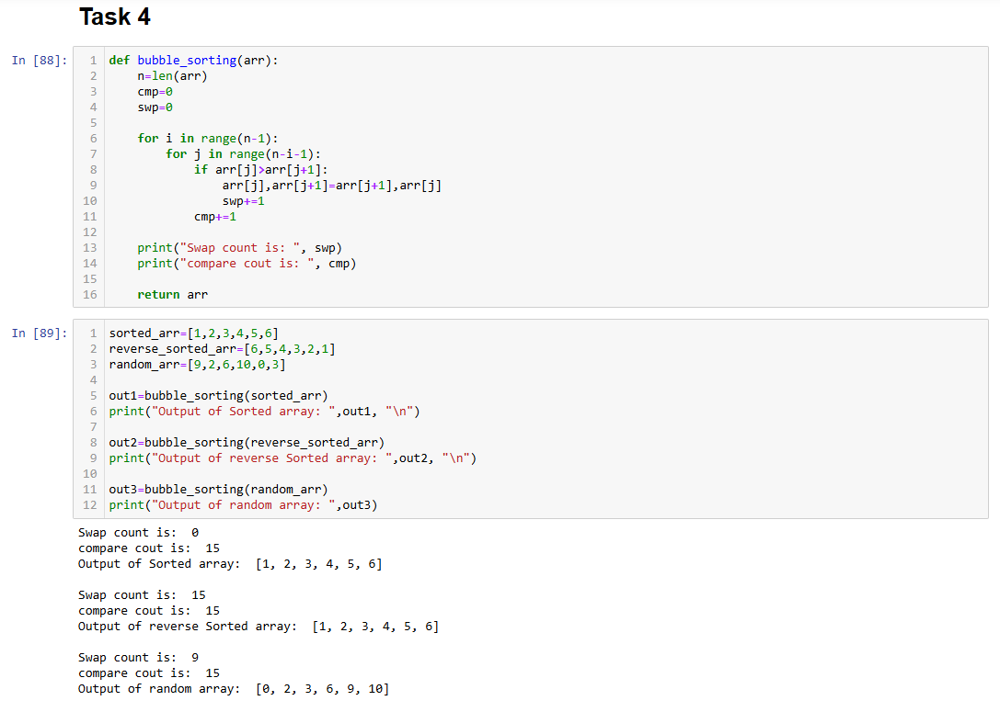 Task 4
In [88]:
1 def bubble_sorting(arr):
2     n=len(arr)
3     cmp=0
4     swp=0
5
6     for i in range(n-1):
7         for j in range(n-i-1):
8             if arr[j]>arr[j+1]:
9                 arr[j],arr[j+1]=arr[j+1],arr[j]
10                 swp+=1
11             cmp+=1
12
13     print("Swap count is: ", swp)
14     print("compare cout is: ", cmp)
15
16     return arr
In [89]:
1 sorted_arr=[1,2,3,4,5,6]
2 reverse_sorted_arr=[6,5,4,3,2,1]
3 random_arr=[9,2,6,10,0,3]
4
5 out1=bubble_sorting(sorted_arr)
6 print("Output of Sorted array: ",out1, "\n")
7
8 out2=bubble_sorting(reverse_sorted_arr)
9 print("Output of reverse Sorted array: ",out2, "\n")
10
11 out3=bubble_sorting(random_arr)
12 print("Output of random array: ",out3)
Swap count is:  0
compare cout is:  15
Output of Sorted array:  [1, 2, 3, 4, 5, 6]
Swap count is:  15
compare cout is:  15
Output of reverse Sorted array:  [1, 2, 3, 4, 5, 6]
Swap count is:  9
compare cout is:  15
Output of random array:  [0, 2, 3, 6, 9, 10]